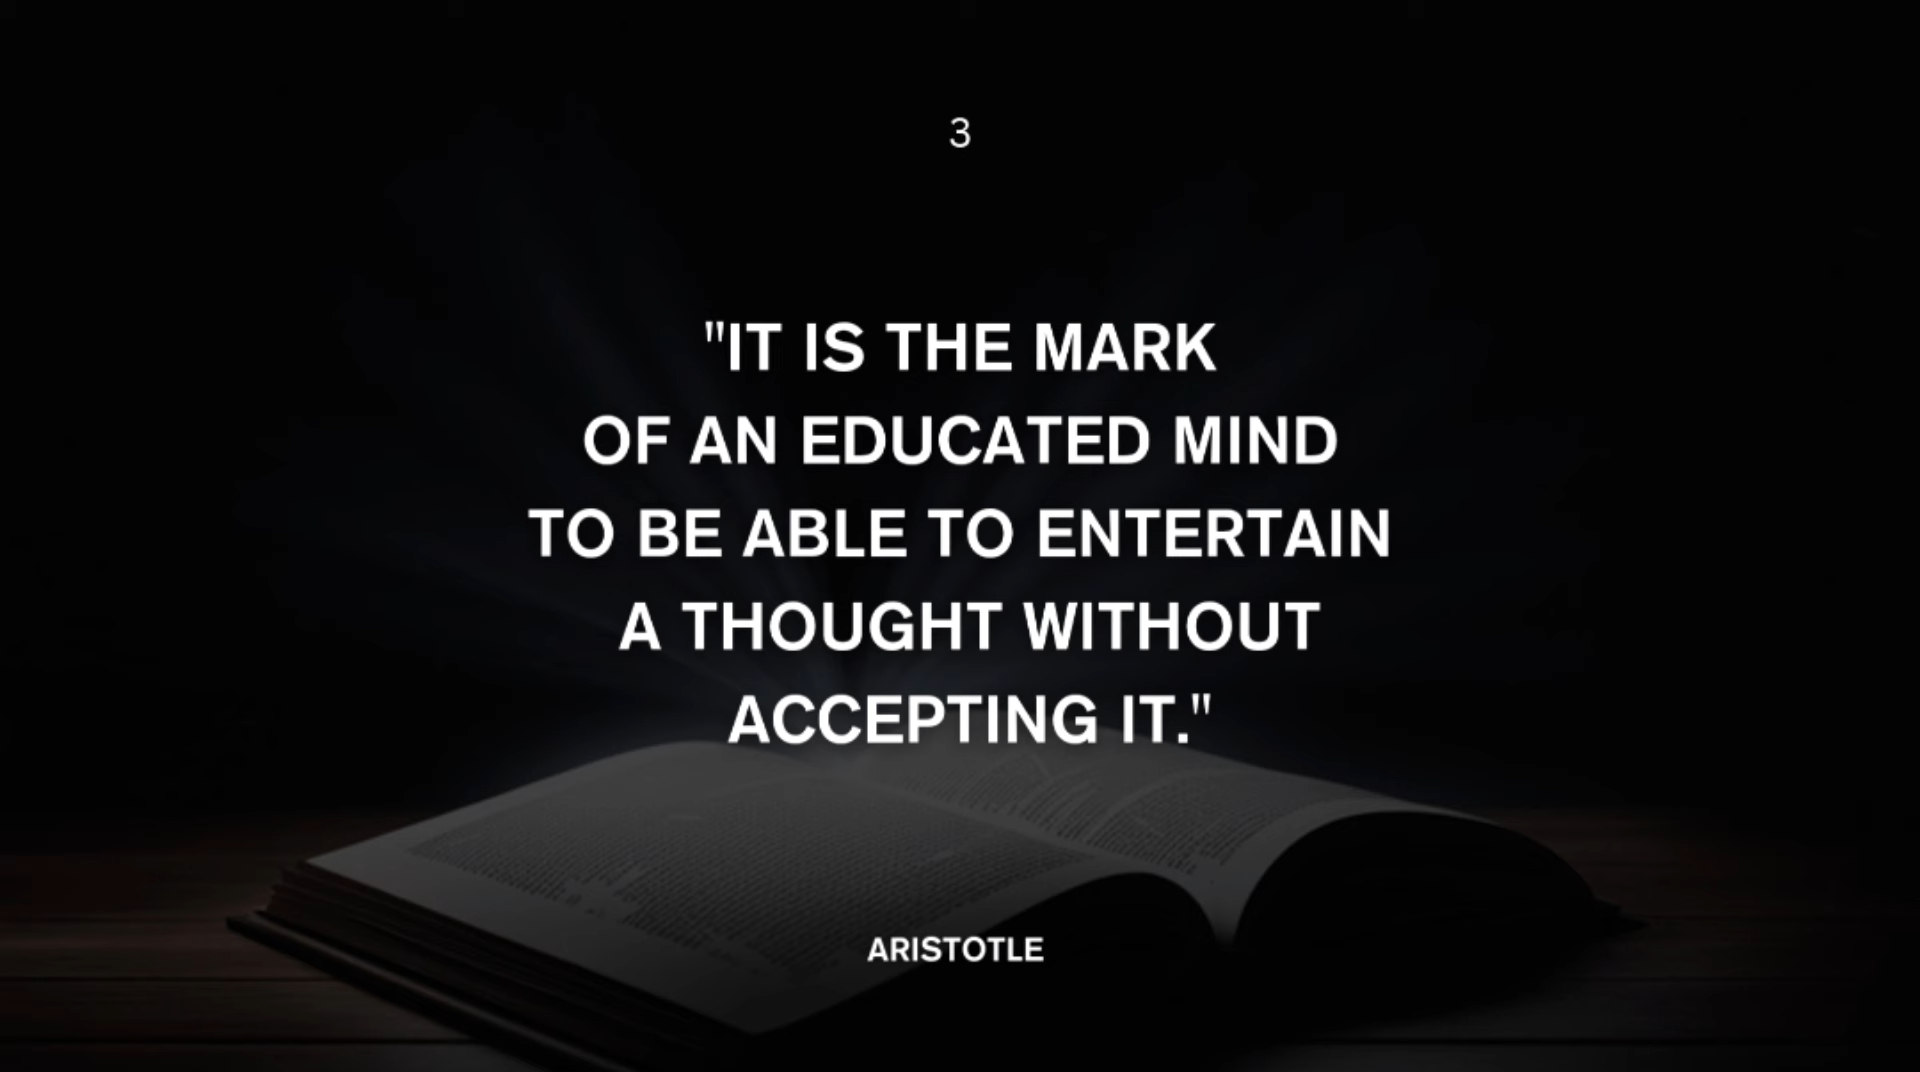 3
"IT IS THE MARK
OF AN EDUCATED MIND
TO BE ABLE TO ENTERTAIN
A THOUGHT WITHOUT
ACCEPTING IT."
ARISTOTLE